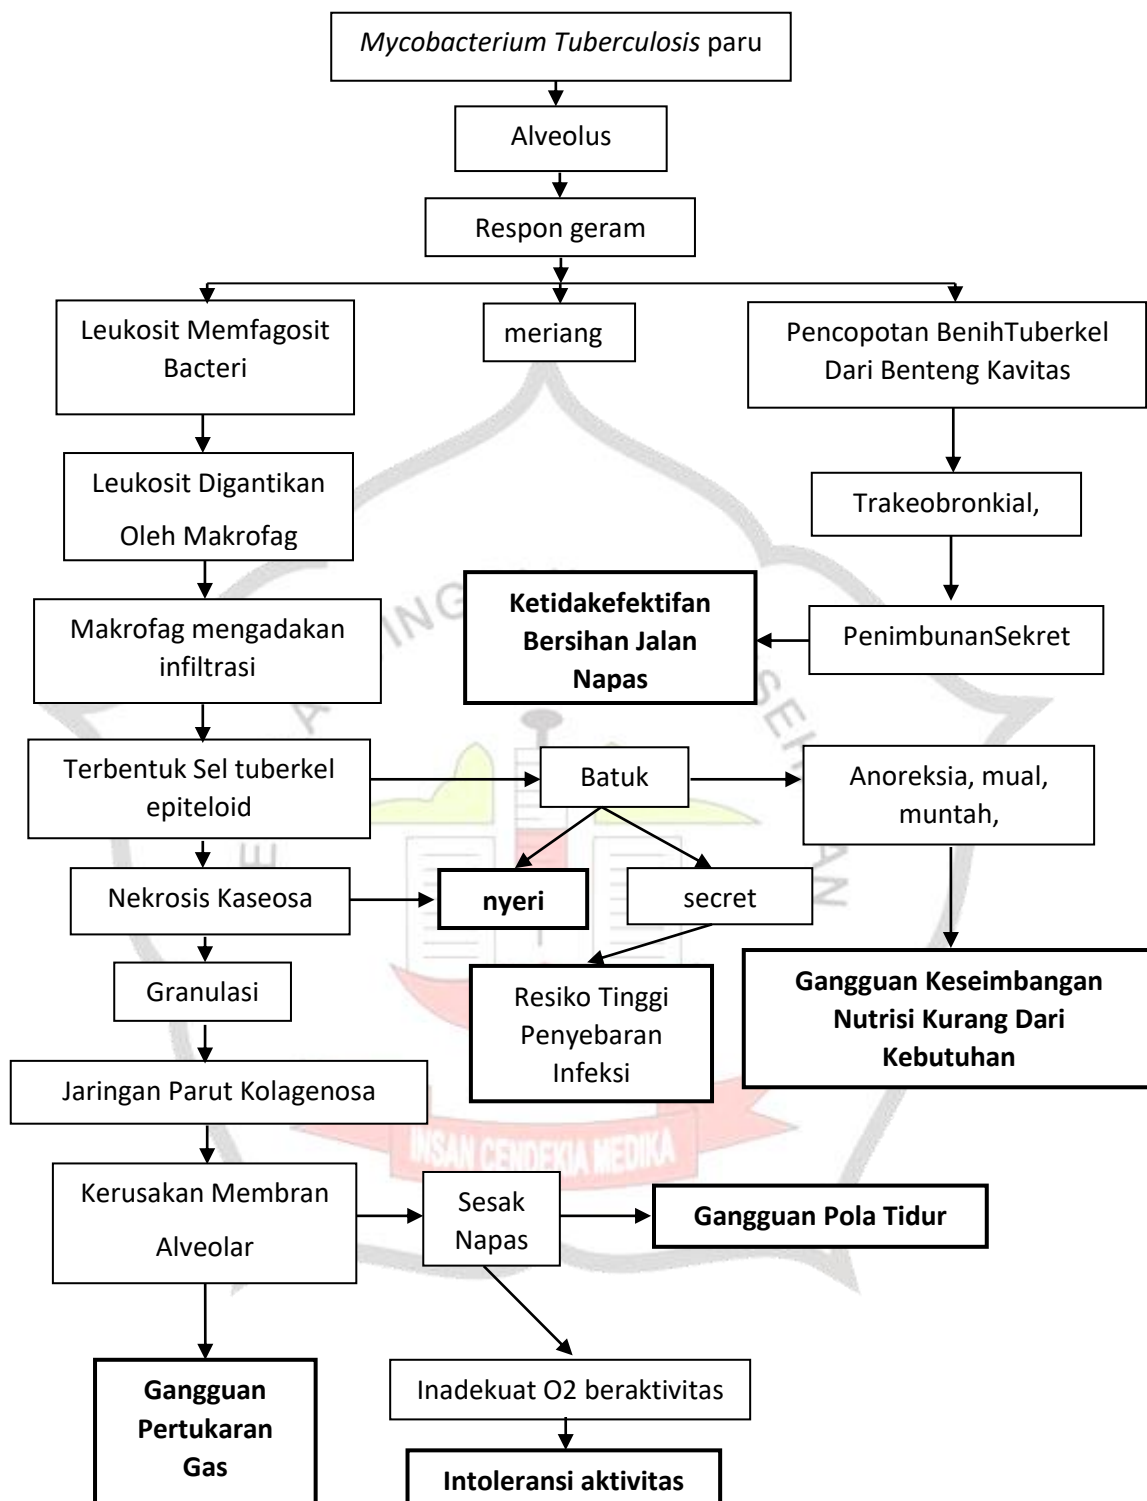 Mycobacterium Tuberculosis paru
Alveolus
Respon geram
Leukosit Memfagosit
Bacteri
meriang
Pencopotan BenihTuberkel
Dari Benteng Kavitas
Leukosit Digantikan
Oleh Makrofag
Trakeobronkial,
Makrofag mengadakan
infiltrasi
Ketidakefektifan
Bersihan Jalan
Napas
PenimbunanSekret
Terbentuk Sel tuberkel
epiteloid
Batuk
Anoreksia, mual,
muntah,
Nekrosis Kaseosa
nyeri
secret
Granulasi
Resiko Tinggi
Penyebaran
Infeksi
Gangguan Keseimbangan
Nutrisi Kurang Dari
Kebutuhan
Jaringan Parut Kolagenosa
INSAN CENDEKIA MEDIKA
Kerusakan Membran
Alveolar
Sesak
Napas
Gangguan Pola Tidur
Gangguan
Pertukaran
Gas
Inadekuat O2 beraktivitas
Intoleransi aktivitas